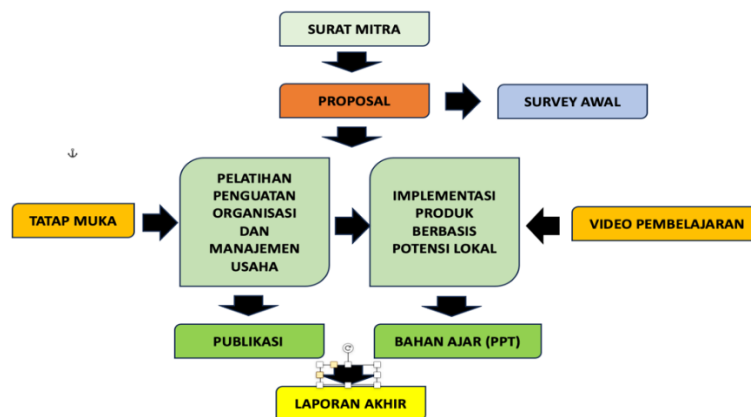 SURAT MITRA
PROPOSAL
SURVEY AWAL
TATAP MUKA
PELATIHAN
PENGUATAN
ORGANISASI
DAN
MANAJEMEN
USAHA
IMPLEMENTASI
PRODUK
BERBASIS
POTENSI LOKAL
VIDEO PEMBELAJARAN
PUBLIKASI
BAHAN AJAR (PPT)
LAPORAN AKHIR